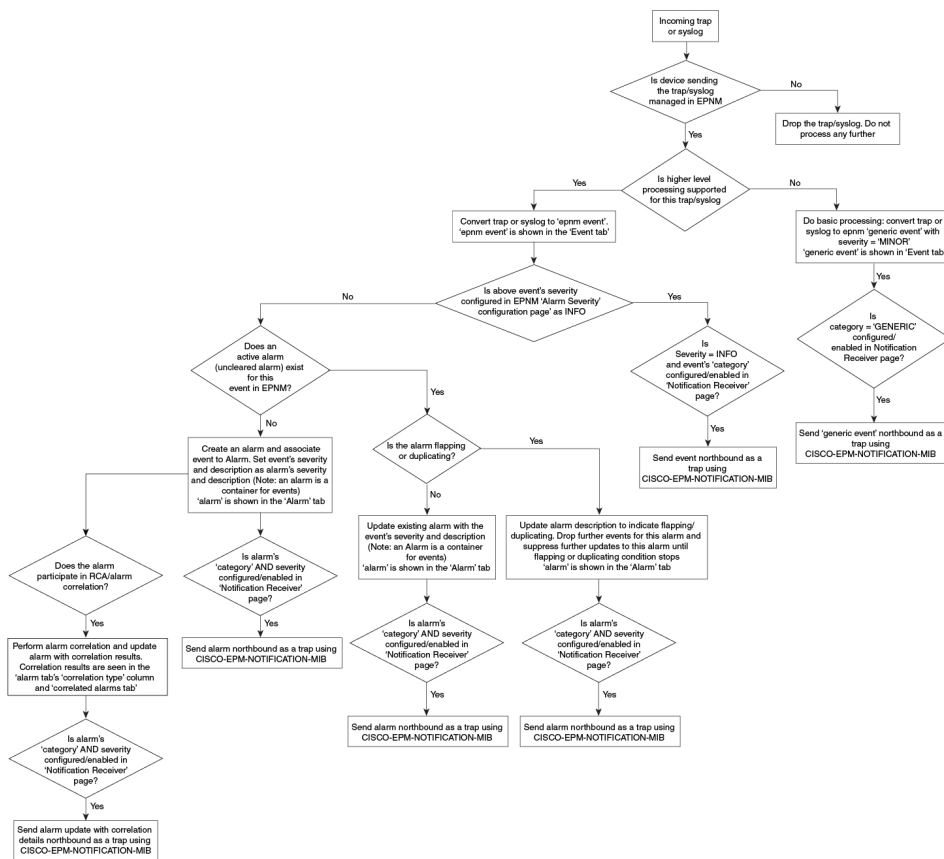 Incoming trap
or syslog
Is device sending
the trap/syslog
managed in EPNM
No
Drop the trap/syslog. Do not
process any further
Yes
Is higher level
processing supported
for this trap/syslog
Yes
No
Convert trap or syslog to 'epnm event'.
'epnm event' is shown in the 'Event tab'
Do basic processing: convert trap or
syslog to epnm 'generic event' with
severity = 'MINOR'
'generic event' is shown in 'Event tab'
Is above event's severity
configured in EPNM 'Alarm Severity'
configuration page' as INFO
No
Yes
Yes
Is
category = 'GENERIC'
configured/
enabled in Notification
Receiver page?
Does an
active alarm
(uncleared alarm) exist
for this
event in EPNM?
Is
Severity = INFO
and event's 'category'
configured/enabled in
'Notification Receiver'
page?
Yes
No
Yes
Yes
Send 'generic event' northbound as a
trap using
CISCO-EPM-NOTIFICATION-MIB
Create an alarm and associate
event to Alarm. Set event's severity
and description as alarm's severity
and description (Note: an alarm is a
container for events)
'alarm' is shown in the 'Alarm' tab
Is the alarm flapping
or duplicating?
Yes
No
Send event northbound as a
trap using
CISCO-EPM-NOTIFICATION-MIB
Update existing alarm with the
event's severity and description
(Note: an Alarm is a container
for events)
'alarm' is shown in the 'Alarm' tab
Update alarm description to indicate flapping/
duplicating. Drop further events for this alarm and
suppress further updates to this alarm until
flapping or duplicating condition stops
'alarm' is shown in the 'Alarm' tab
Does the alarm
participate in RCA/alarm
correlation?
Is alarm's
'category' AND severity
configured/enabled in
'Notification Receiver'
page?
Yes
Yes
Is alarm's
'category' AND severity
configured/enabled in
'Notification Receiver'
page?
Is alarm's
'category' AND severity
configured/enabled in
'Notification Receiver'
page?
Perform alarm correlation and update
alarm with correlation results.
Correlation results are seen in the
'alarm tab's 'correlation type' column
and 'correlated alarms tab'
Send alarm northbound as a trap using
CISCO-EPM-NOTIFICATION-MIB
Yes
Yes
Send alarm northbound as a trap using
CISCO-EPM-NOTIFICATION-MIB
Send alarm northbound as a trap using
CISCO-EPM-NOTIFICATION-MIB
Is alarm's
'category' AND severity
configured/enabled in
'Notification Receiver'
page?
Yes
Send alarm update with correlation
details northbound as a trap using
CISCO-EPM-NOTIFICATION-MIB